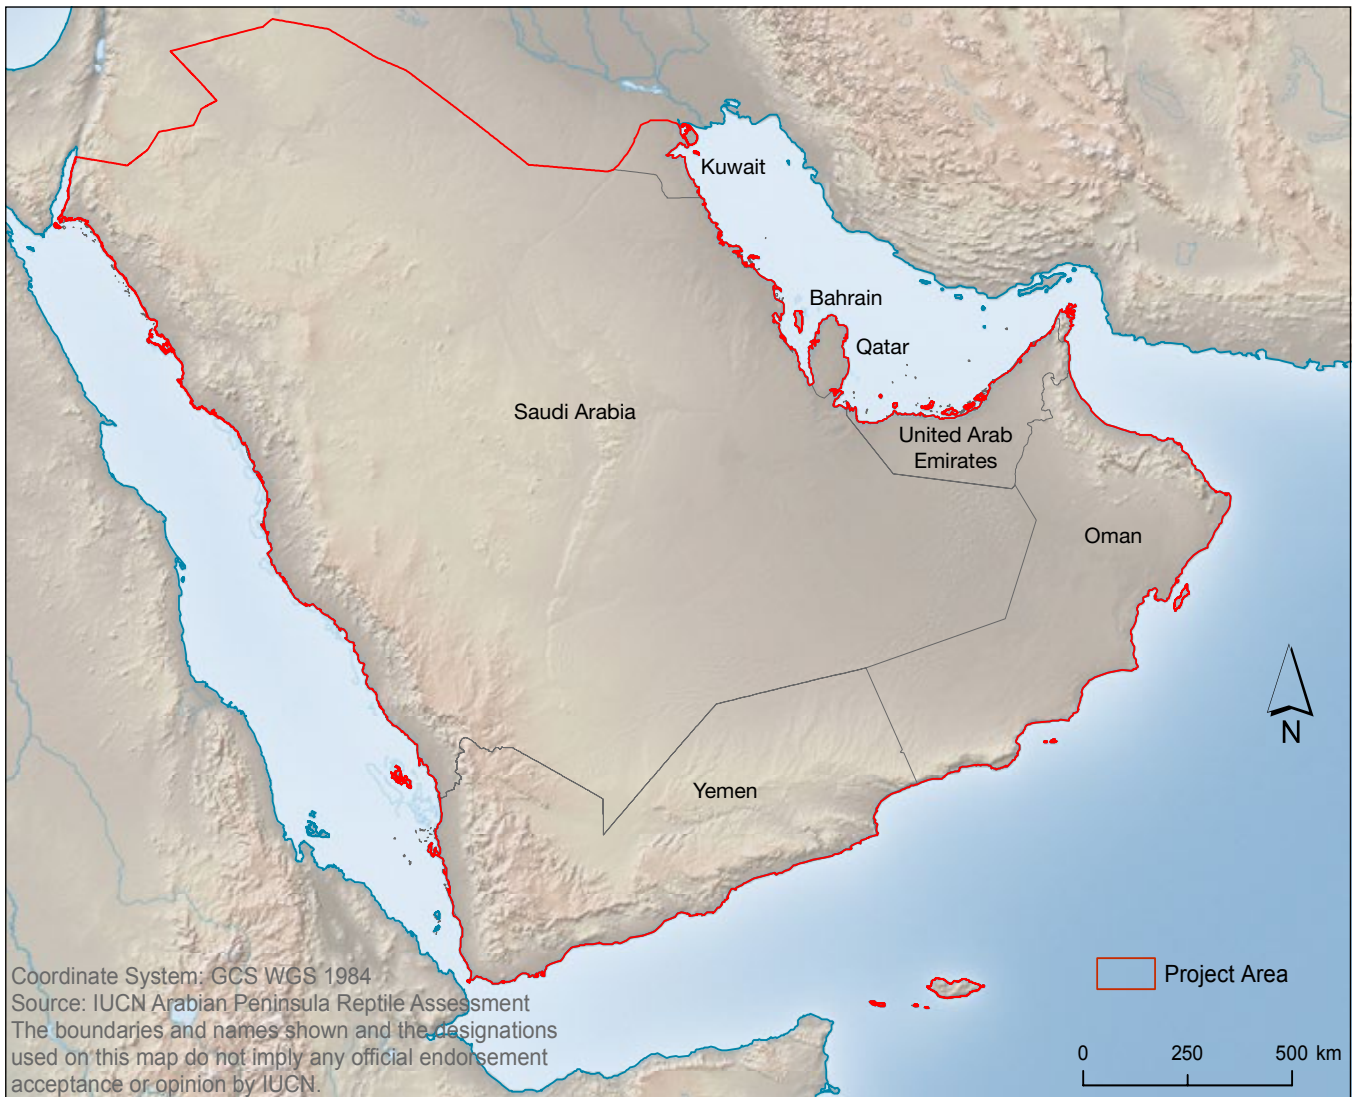 Kuwait
Bahrain
Qatar
Saudi Arabia
United Arab
Emirates
Oman
Yemen
N
Coordinate System: GCS WGS 1984
Source: IUCN Arabian Peninsula Reptile Assessment
The boundaries and names shown and the designations
used on this map do not imply any official endorsement
acceptance or opinion by IUCN.
Project Area
0 250 500 km